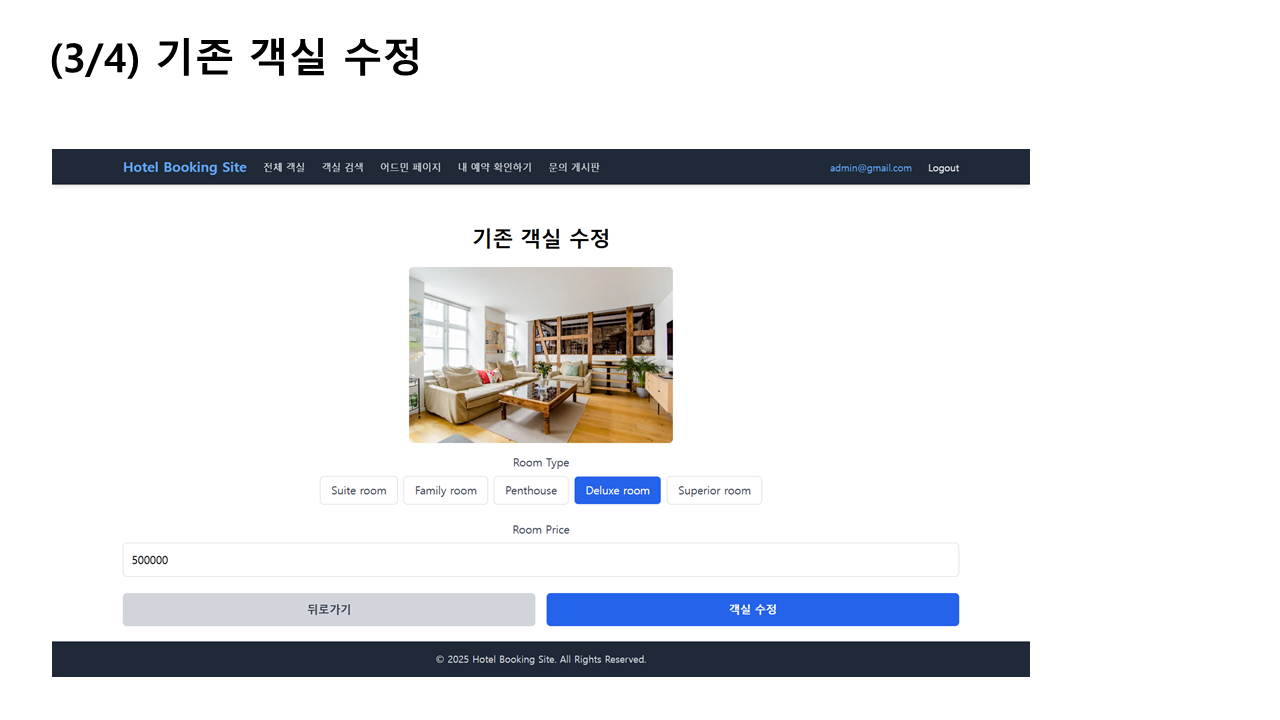 (3/4) 기존 객실 수정
Hotel Booking Site 전체 객실 객실 검색 어드민 페이지 내 예약 확인하기 문의 게시판 admin@gmail.com Logout
기존 객실 수정
Room Type
Suite room Family room Penthouse Deluxe room Superior room
Room Price
500000
뒤로가기 객실 수정
© 2025 Hotel Booking Site. All Rights Reserved.